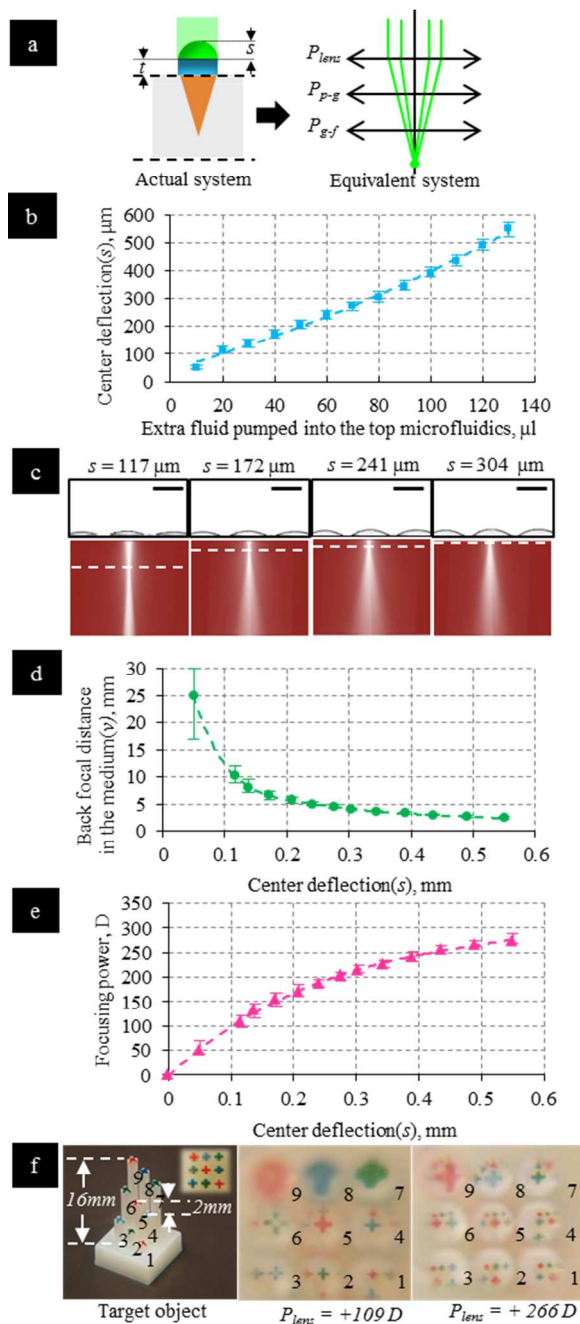 a
t
s
P_lens
P_p-g
P_g-f
Actual system
Equivalent system
b
Center deflection(s), µm
600
500
400
300
200
100
0
0 20 40 60 80 100 120 140
Extra fluid pumped into the top microfluidics, µl
c
s = 117 µm s = 172 µm s = 241 µm s = 304 µm
d
Back focal distance
in the medium(v), mm
30
25
20
15
10
5
0
0 0.1 0.2 0.3 0.4 0.5 0.6
Center deflection(s), mm
e
Focusing power, D
350
300
250
200
150
100
50
0
0 0.1 0.2 0.3 0.4 0.5 0.6
Center deflection(s), mm
f
16mm
2mm
9 8 7
6 5 4
3 2 1
9 8 7
6 5 4
3 2 1
9 8 7
6 5 4
3 2 1
Target object
P_lens = +109 D
P_lens = + 266 D